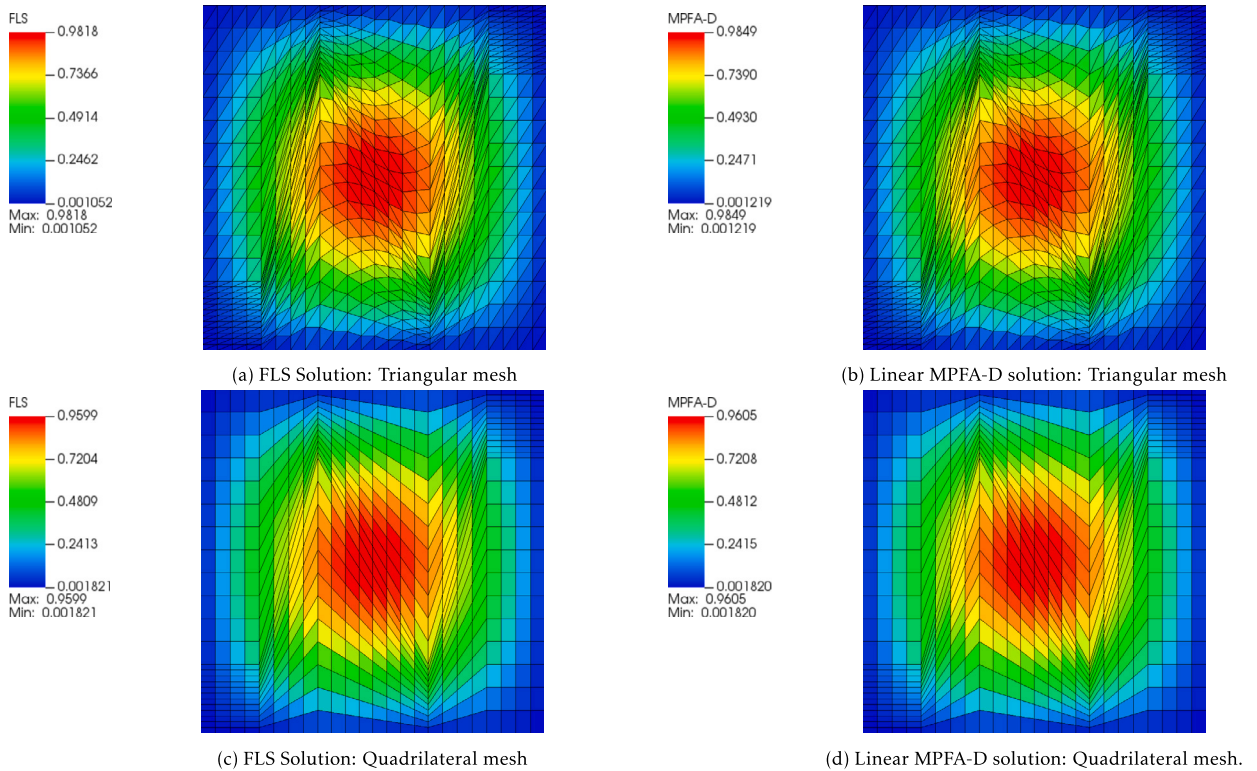 FLS
0.9818
0.7366
0.4914
0.2462
0.001052
Max: 0.9818
Min: 0.001052
MPFA-D
0.9849
0.7390
0.4930
0.2471
0.001219
Max: 0.9849
Min: 0.001219
(a) FLS Solution: Triangular mesh
(b) Linear MPFA-D solution: Triangular mesh
FLS
0.9599
0.7204
0.4809
0.2413
0.001821
Max: 0.9599
Min: 0.001821
MPFA-D
0.9605
0.7208
0.4812
0.2415
0.001820
Max: 0.9605
Min: 0.001820
(c) FLS Solution: Quadrilateral mesh
(d) Linear MPFA-D solution: Quadrilateral mesh.